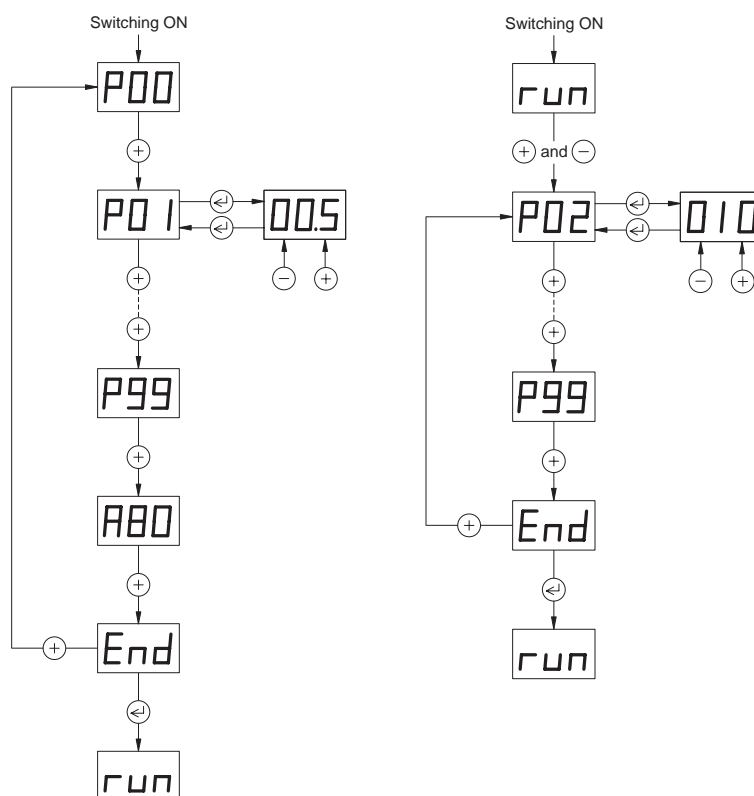 Switching ON
P00
+
P01
↵
↵
00.5
−
+
+
+
P99
+
A80
+
+
End
↵
run
Switching ON
run
+ and −
P02
↵
↵
010
−
+
+
+
P99
+
+
End
↵
run